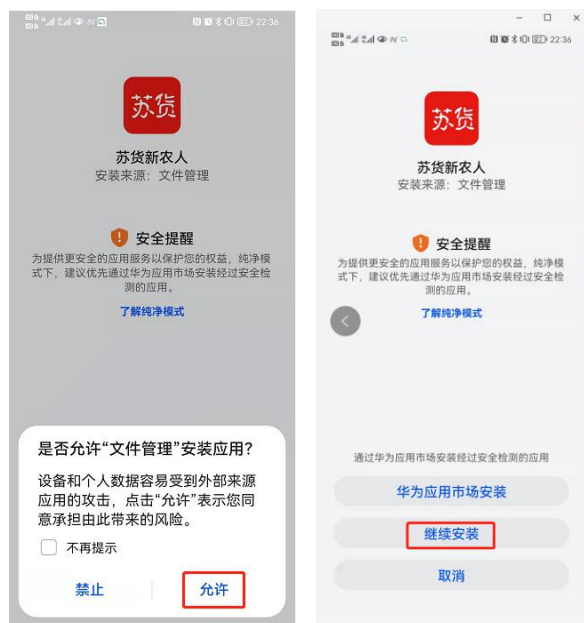 22:36
苏货
苏货新农人
安装来源：文件管理
安全提醒
为提供更安全的应用服务以保护您的权益，纯净模
式下，建议优先通过华为应用市场安装经过安全检
测的应用。
了解纯净模式
是否允许“文件管理”安装应用？
设备和个人数据容易受到外部来源
应用的攻击，点击“允许”表示您同
意承担由此带来的风险。
不再提示
禁止
允许
22:36
苏货
苏货新农人
安装来源：文件管理
安全提醒
为提供更安全的应用服务以保护您的权益，纯净模
式下，建议优先通过华为应用市场安装经过安全检
测的应用。
了解纯净模式
通过华为应用市场安装经过安全检测的应用
华为应用市场安装
继续安装
取消